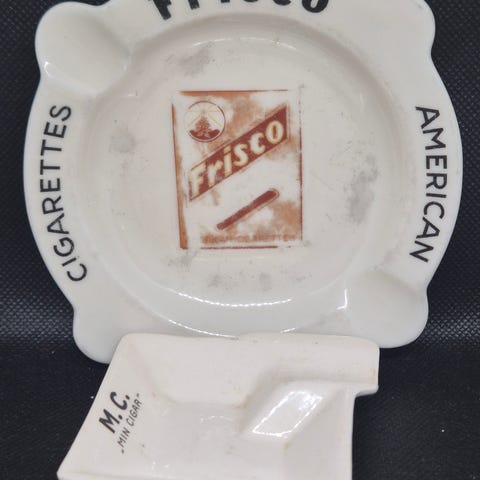 Frisco
CIGARETTES
AMERICAN
Frisco
M.C.
„MIN CIGAR"